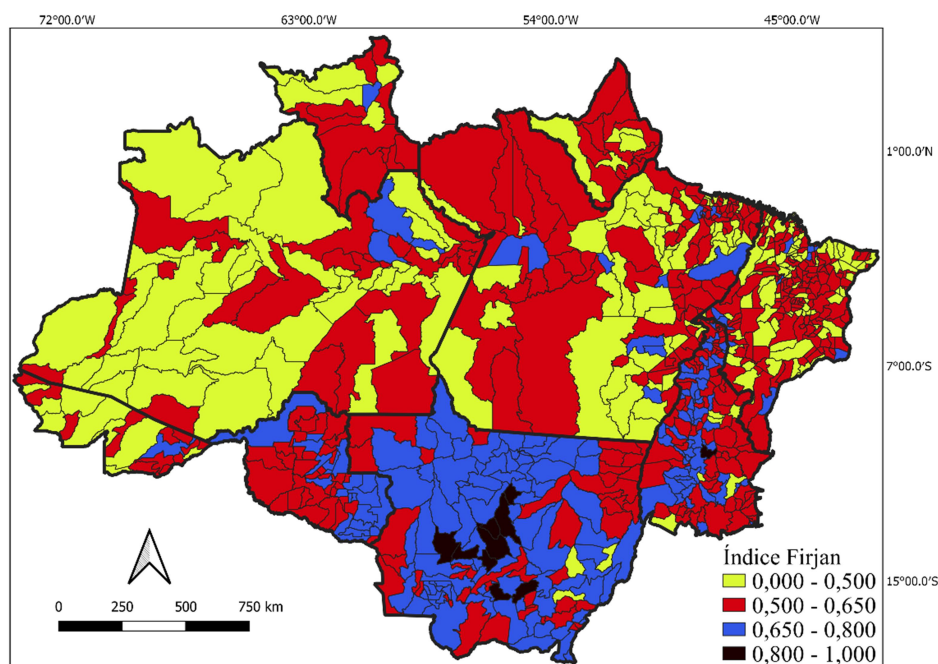 72°00.0'W 63°00.0'W 54°00.0'W 45°00.0'W
1°00.0'N
7°00.0'S
15°00.0'S
0 250 500 750 km
Índice Firjan
0,000 - 0,500
0,500 - 0,650
0,650 - 0,800
0,800 - 1,000